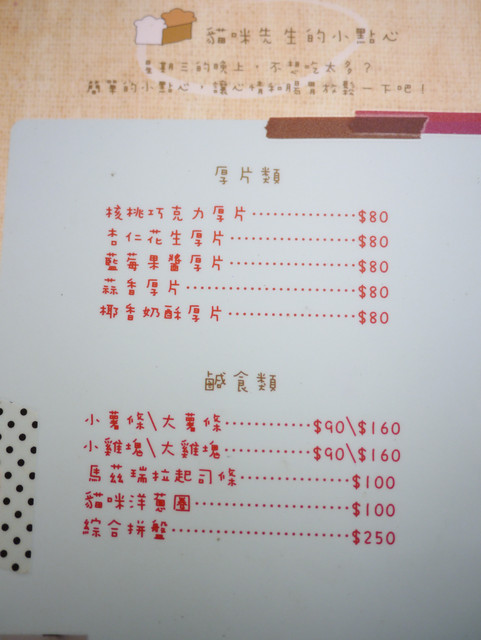 貓咪先生的小點心
星期三的晚上，不想吃太多？
簡單的小點心，讓心情和腸胃放鬆一下吧！
厚片類
核桃巧克力厚片···············$80
杏仁花生厚片··················$80
藍莓果醬厚片··················$80
蒜香厚片························$80
椰香奶酥厚片··················$80
鹹食類
小薯條\大薯條············$90\$160
小雞塊\大雞塊············$90\$160
馬茲瑞拉起司條···············$100
貓咪洋蔥圈·····················$100
綜合拼盤························$250